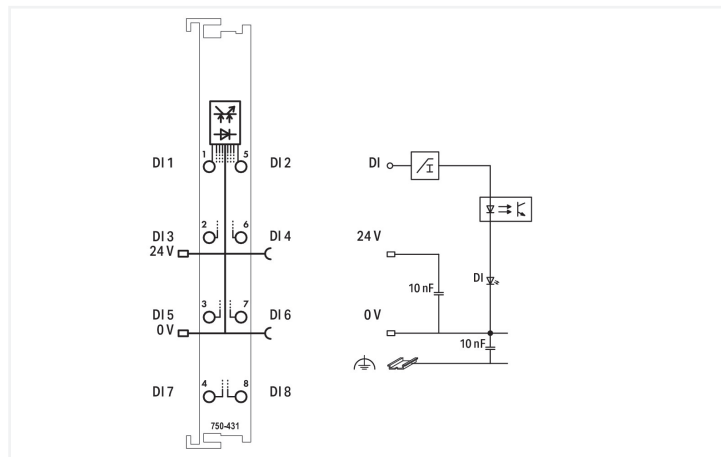 1 5
DI 1 DI 2 DI
2 6
DI 3 DI 4 24 V
24 V
DI
10 nF
3 7
DI 5 DI 6 0 V
0 V
10 nF
4 8
DI 7 DI 8
750-431